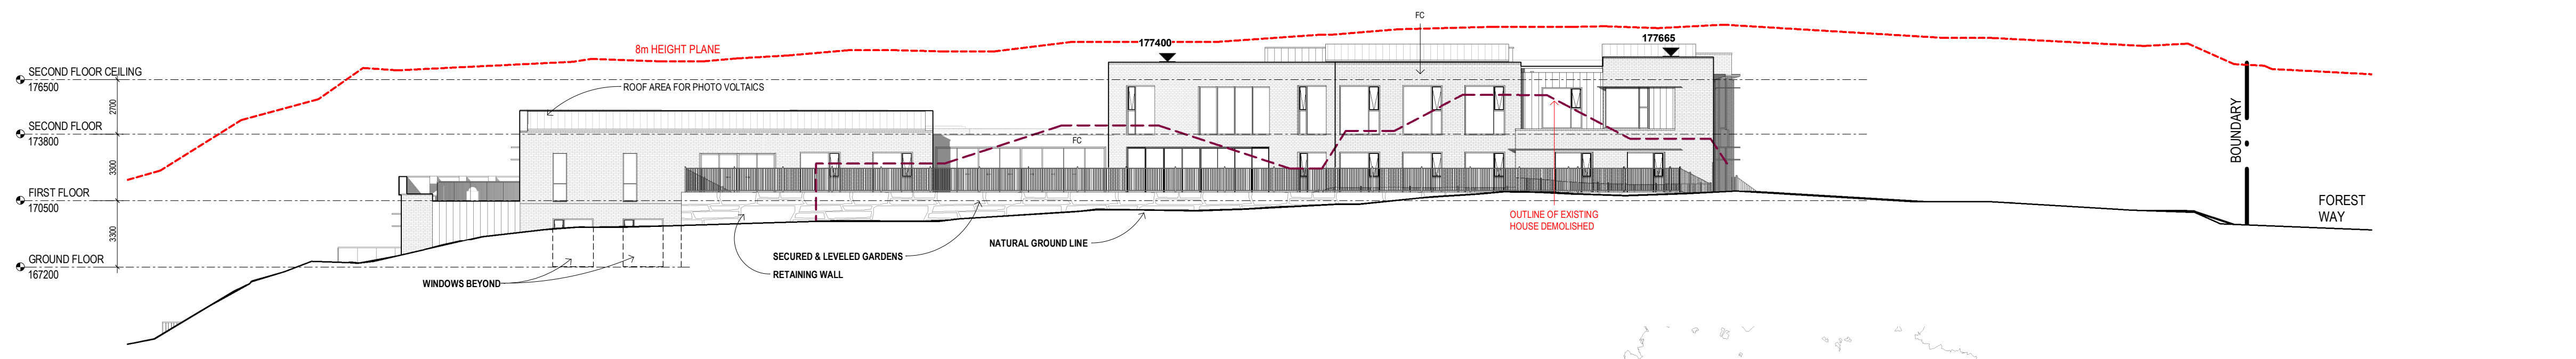 FC
177400
177665
8m HEIGHT PLANE
SECOND FLOOR CEILING
176500
ROOF AREA FOR PHOTO VOLTAICS
2700
SECOND FLOOR
173800
FC
3300
BOUNDARY
FIRST FLOOR
170500
FOREST
WAY
OUTLINE OF EXISTING
HOUSE DEMOLISHED
3300
NATURAL GROUND LINE
SECURED & LEVELED GARDENS
GROUND FLOOR
167200
RETAINING WALL
WINDOWS BEYOND